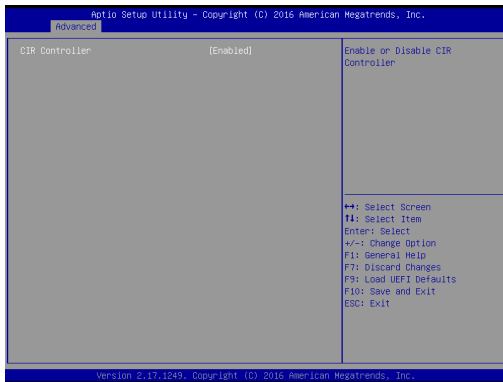 Aptio Setup Utility – Copyright (C) 2016 American Megatrends, Inc.
Advanced
CIR Controller [Enabled]
Enable or Disable CIR
Controller
↔: Select Screen
↑↓: Select Item
Enter: Select
+/-: Change Option
F1: General Help
F7: Discard Changes
F9: Load UEFI Defaults
F10: Save and Exit
ESC: Exit
Version 2.17.1249. Copyright (C) 2016 American Megatrends, Inc.